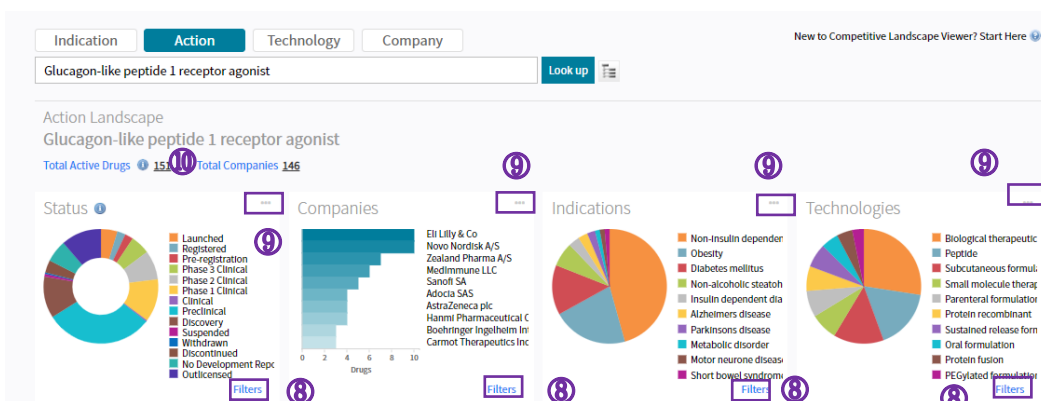 Indication
Action
Technology
Company
New to Competitive Landscape Viewer? Start Here
Glucagon-like peptide 1 receptor agonist
Look up
Action Landscape
Glucagon-like peptide 1 receptor agonist
Total Active Drugs 151 ⑩ Total Companies 146
⑨ ⑨ ⑨
Status
Launched
Registered
Pre-registration
Phase 3 Clinical
Phase 2 Clinical
Phase 1 Clinical
Clinical
Preclinical
Discovery
Suspended
Withdrawn
Discontinued
No Development Repo
Outlicensed
Filters
⑨
⑧
Companies
Eli Lilly & Co
Novo Nordisk A/S
Zealand Pharma A/S
MedImmune LLC
Sanofi SA
Adocia SAS
AstraZeneca plc
Hanmi Pharmaceutical C
Boehringer Ingelheim Int
Carmot Therapeutics Inc
0 2 4 6 8 10
Drugs
Filters
⑧
Indications
Non-insulin dependen
Obesity
Diabetes mellitus
Non-alcoholic steatoh
Insulin dependent dia
Alzheimers disease
Parkinsons disease
Metabolic disorder
Motor neurone diseas
Short bowel syndrome
Filters
⑧
Technologies
Biological therapeutic
Peptide
Subcutaneous formula
Small molecule therap
Parenteral formulation
Protein recombinant
Sustained release form
Oral formulation
Protein fusion
PEGylated formulation
Filters
⑧